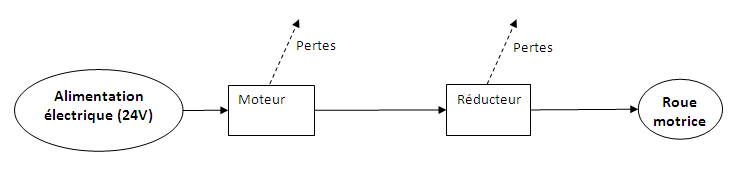 Pertes
Pertes
Alimentation
électrique (24V)
Moteur
Réducteur
Roue
motrice